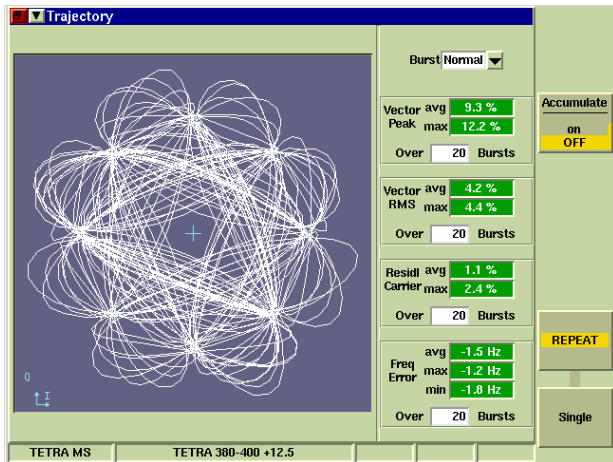 Trajectory
Burst Normal
Accumulate
on
OFF
Vector Peak avg 9.3 %
max 12.2 %
Over 20 Bursts
Vector RMS avg 4.2 %
max 4.4 %
Over 20 Bursts
Residl Carrier avg 1.1 %
max 2.4 %
Over 20 Bursts
REPEAT
Freq Error avg -1.5 Hz
max -1.2 Hz
min -1.8 Hz
Over 20 Bursts
Single
Q
I
TETRA MS TETRA 380-400 +12.5